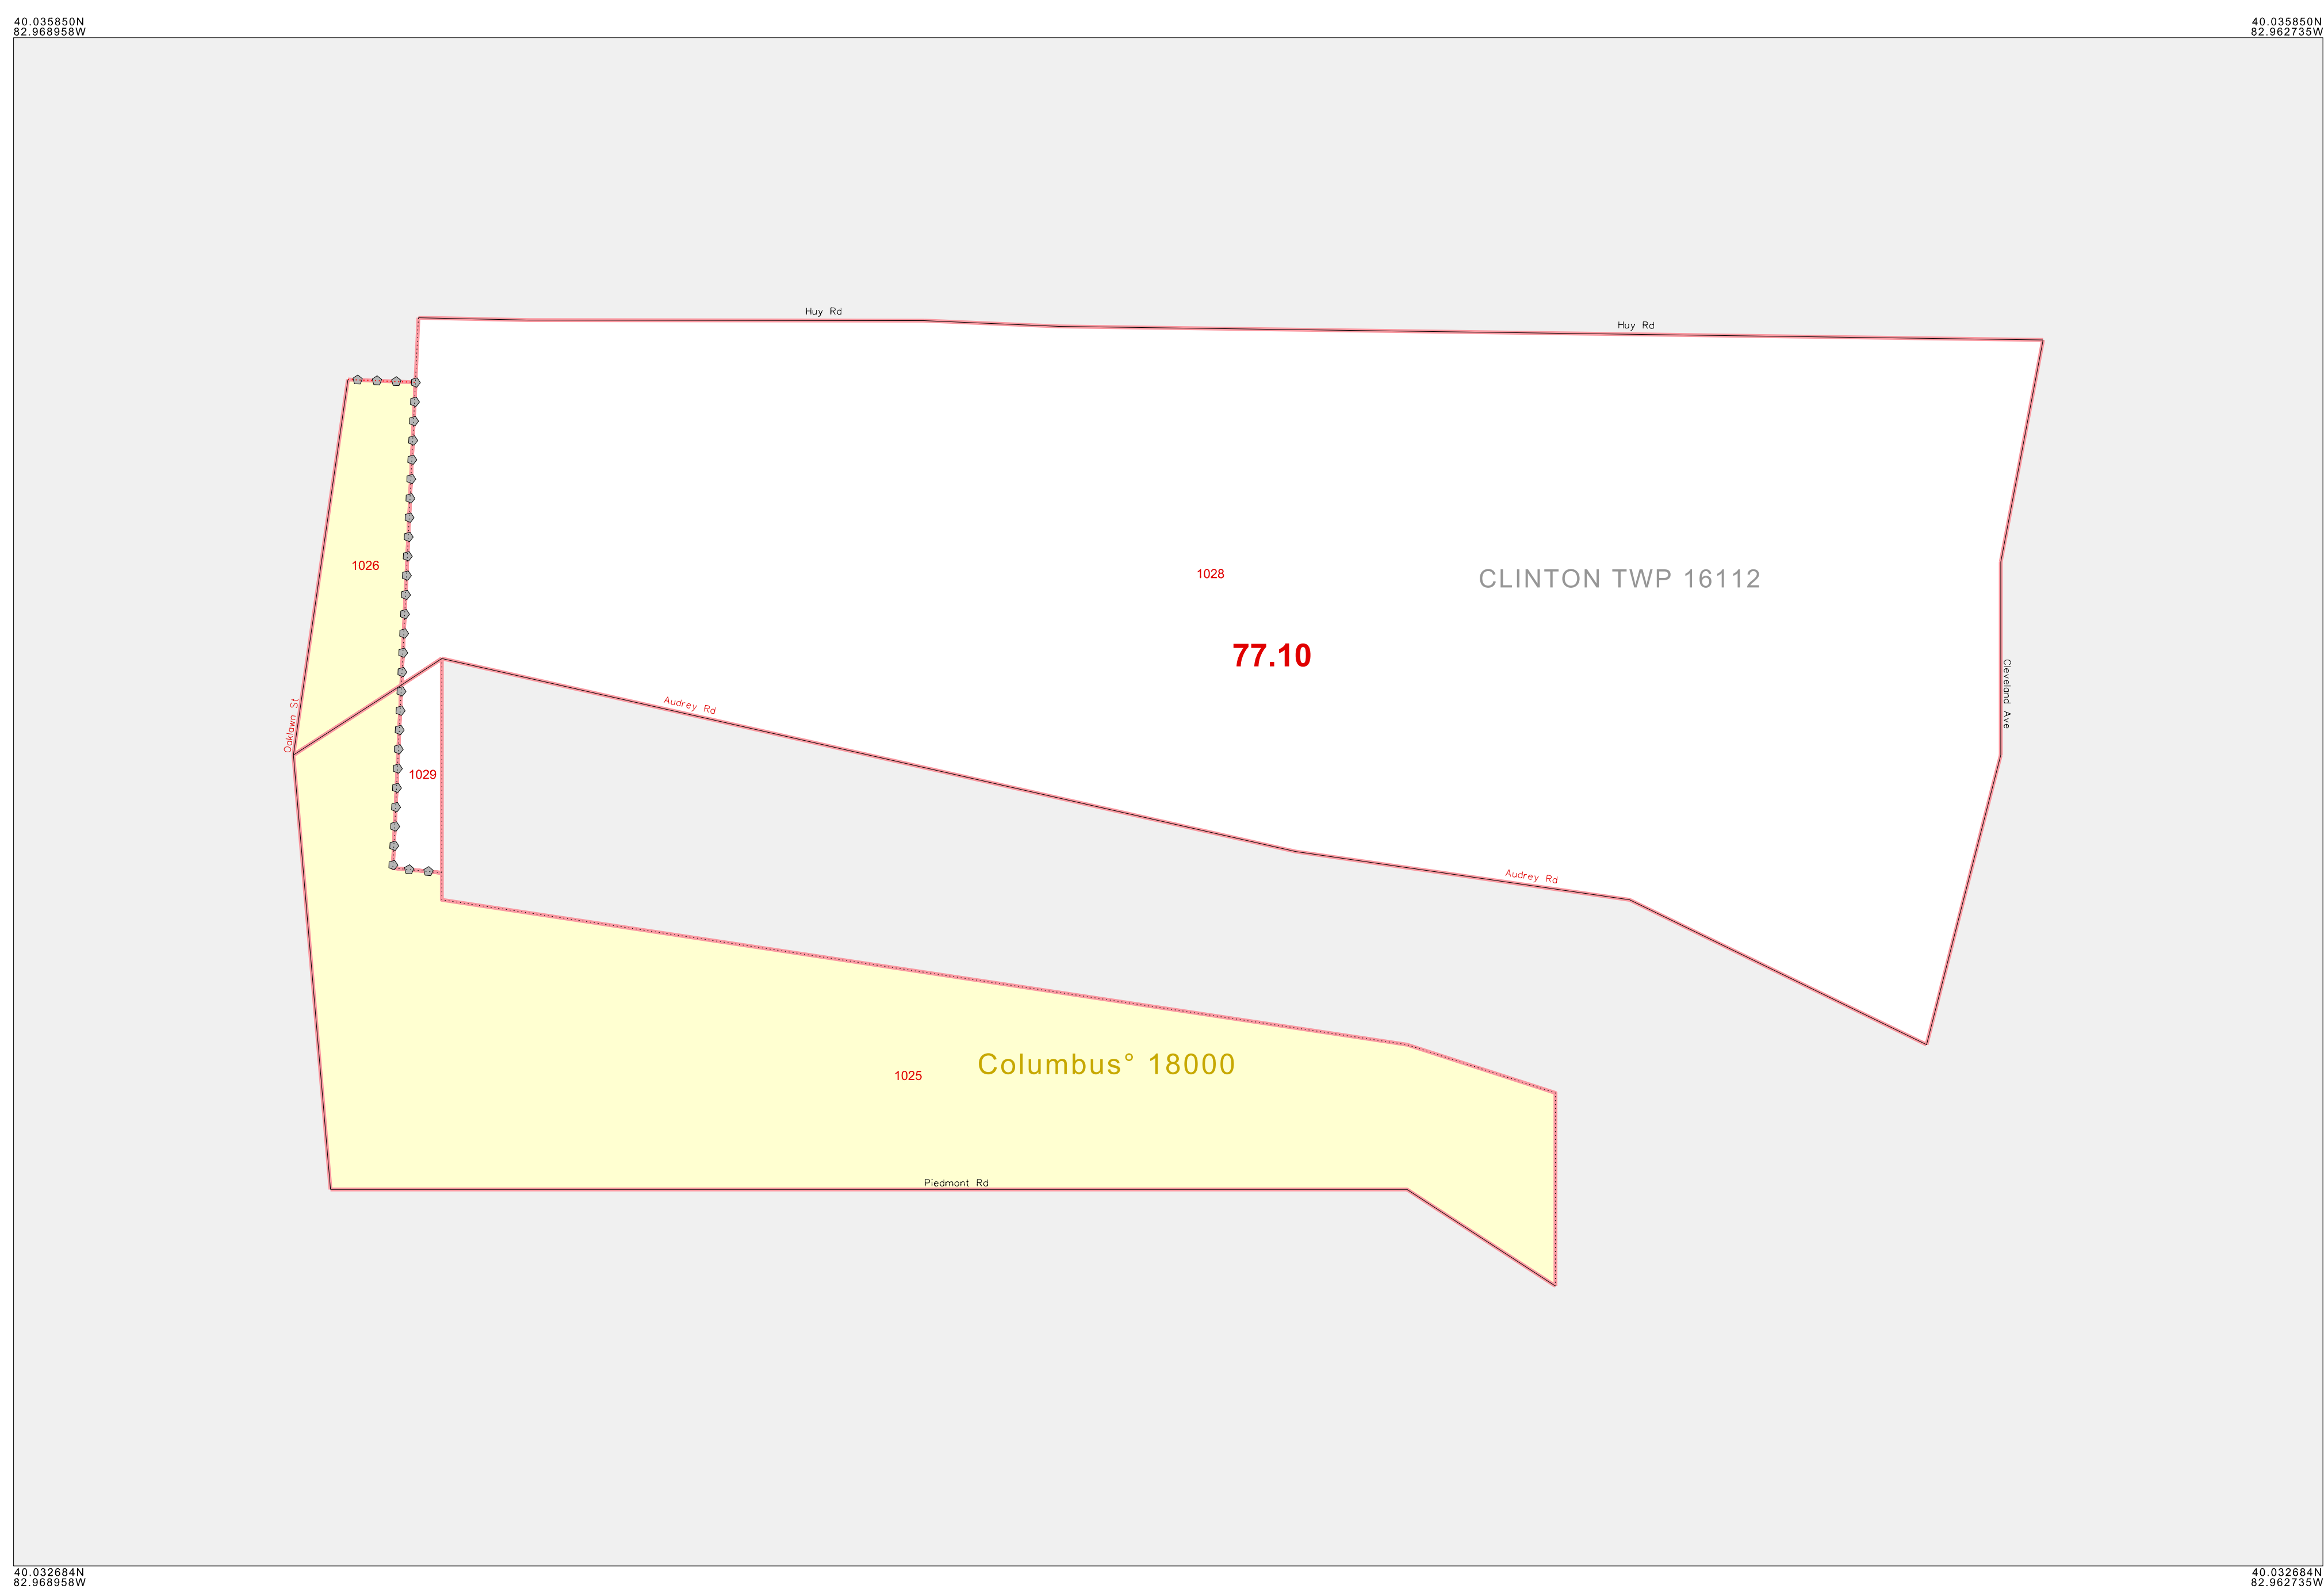 40.035850N
82.968958W
40.035850N
82.962735W
Huy Rd
Huy Rd
1026
1028
CLINTON TWP 16112
77.10
Cleveland Ave
Audrey Rd
Oaklawn St
1029
Audrey Rd
Columbus° 18000
1025
Piedmont Rd
40.032684N
82.968958W
40.032684N
82.962735W